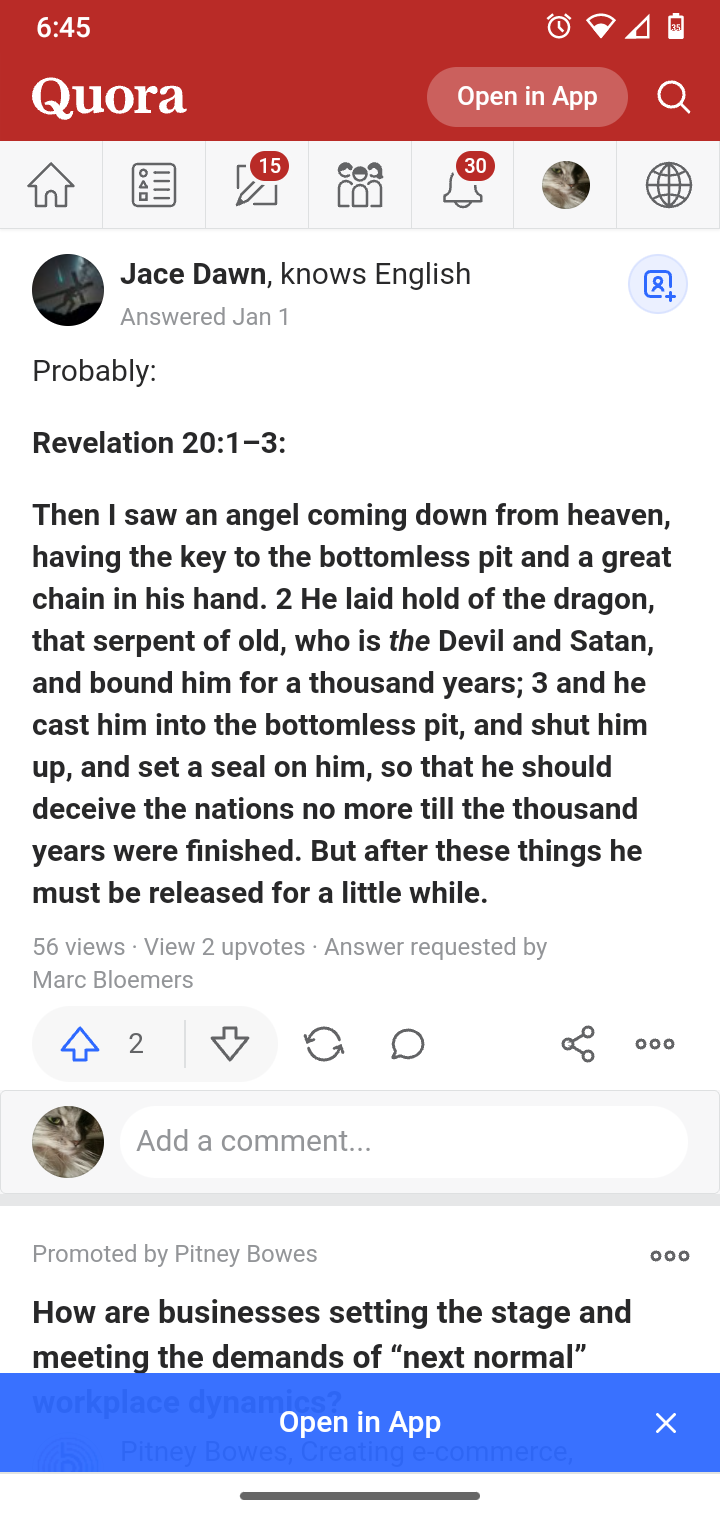 6:45
35
Quora
Open in App
15
30
Jace Dawn, knows English
Answered Jan 1
Probably:
Revelation 20:1–3:
Then I saw an angel coming down from heaven,
having the key to the bottomless pit and a great
chain in his hand. 2 He laid hold of the dragon,
that serpent of old, who is the Devil and Satan,
and bound him for a thousand years; 3 and he
cast him into the bottomless pit, and shut him
up, and set a seal on him, so that he should
deceive the nations no more till the thousand
years were finished. But after these things he
must be released for a little while.
56 views · View 2 upvotes · Answer requested by
Marc Bloemers
2
Add a comment...
Promoted by Pitney Bowes
How are businesses setting the stage and
meeting the demands of “next normal”
workplace dynamics?
Open in App
Pitney Bowes, Creating e-commerce,